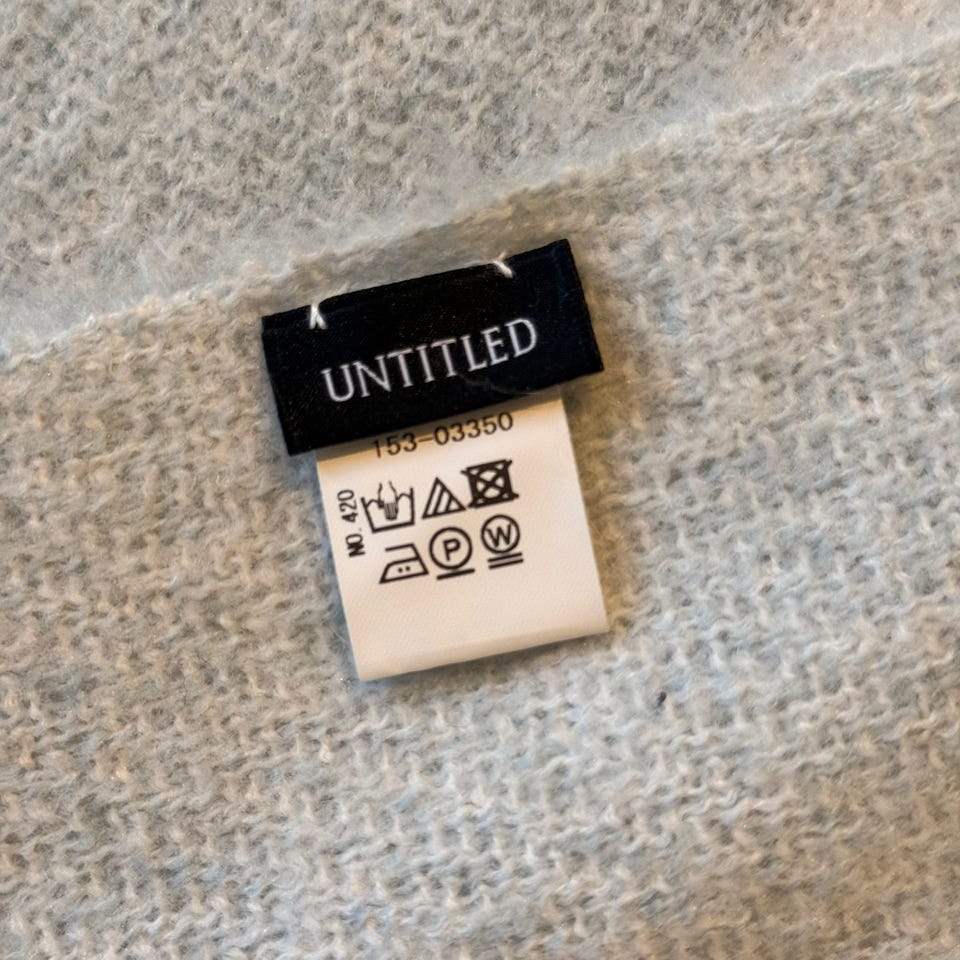 UNTITLED
153-03350
NO. 420
P
W